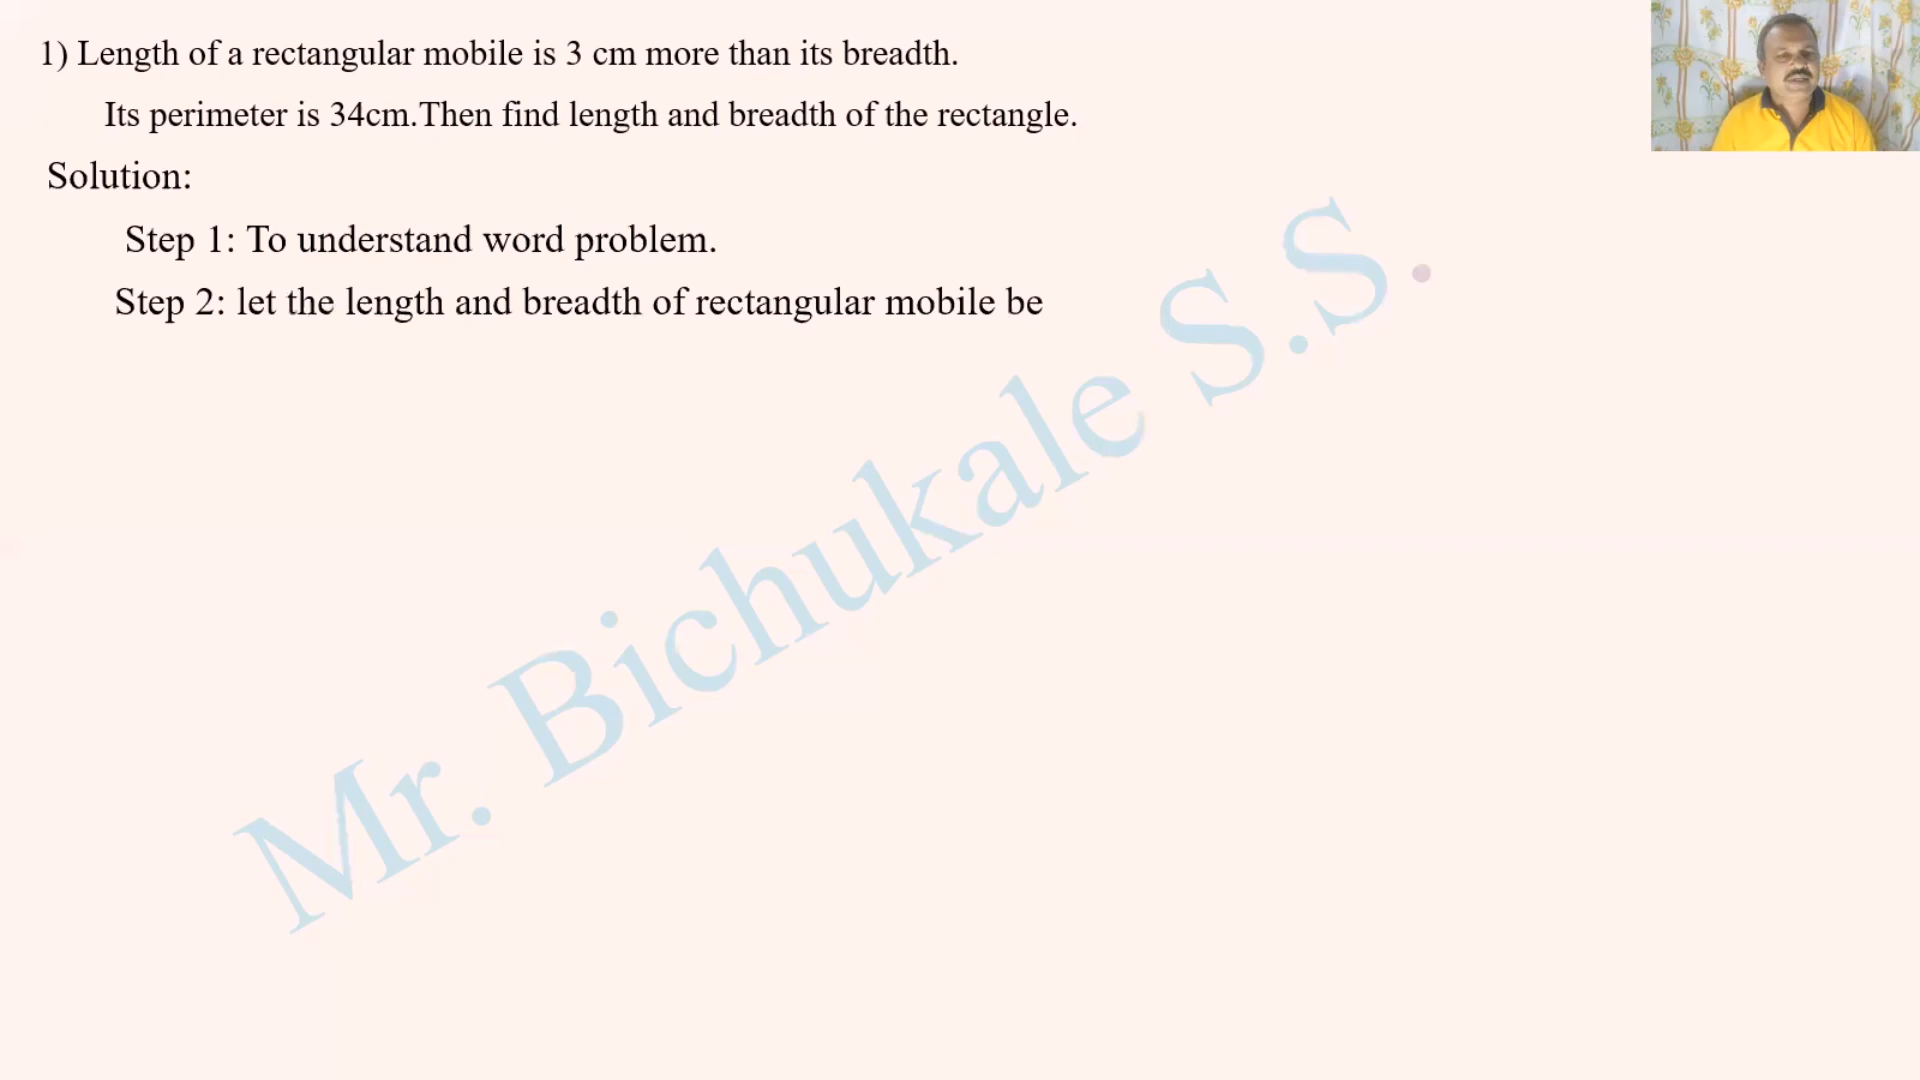 1) Length of a rectangular mobile is 3 cm more than its breadth.
Its perimeter is 34cm.Then find length and breadth of the rectangle.
Solution:
Step 1: To understand word problem.
Step 2: let the length and breadth of rectangular mobile be
Mr. Bichukale S.S.